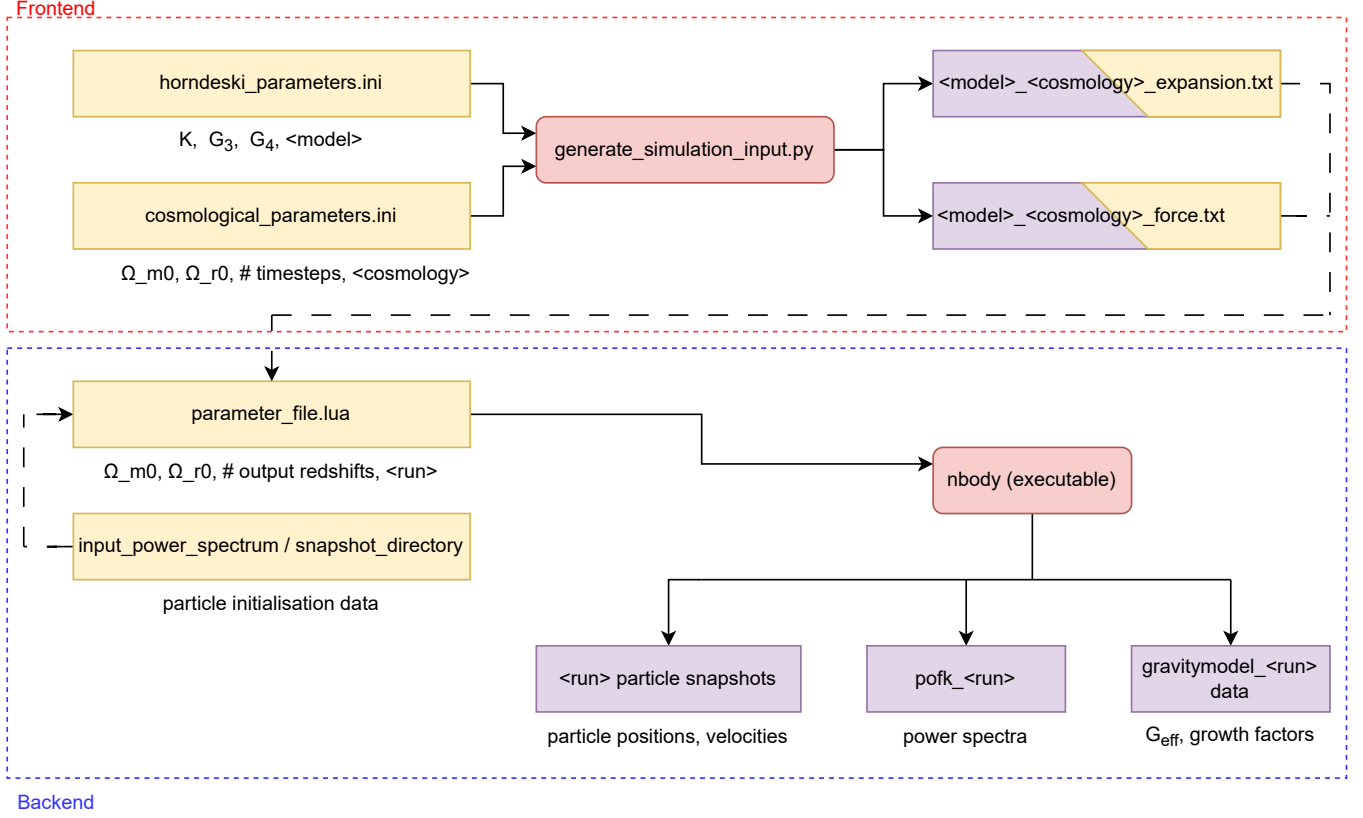 Frontend
horndeski_parameters.ini
K, G3, G4, <model>
cosmological_parameters.ini
Ω_m0, Ω_r0, # timesteps, <cosmology>
generate_simulation_input.py
<model>_<cosmology>_expansion.txt
<model>_<cosmology>_force.txt
parameter_file.lua
Ω_m0, Ω_r0, # output redshifts, <run>
input_power_spectrum / snapshot_directory
particle initialisation data
nbody (executable)
<run> particle snapshots
particle positions, velocities
pofk_<run>
power spectra
gravitymodel_<run>
data
Geff, growth factors
Backend